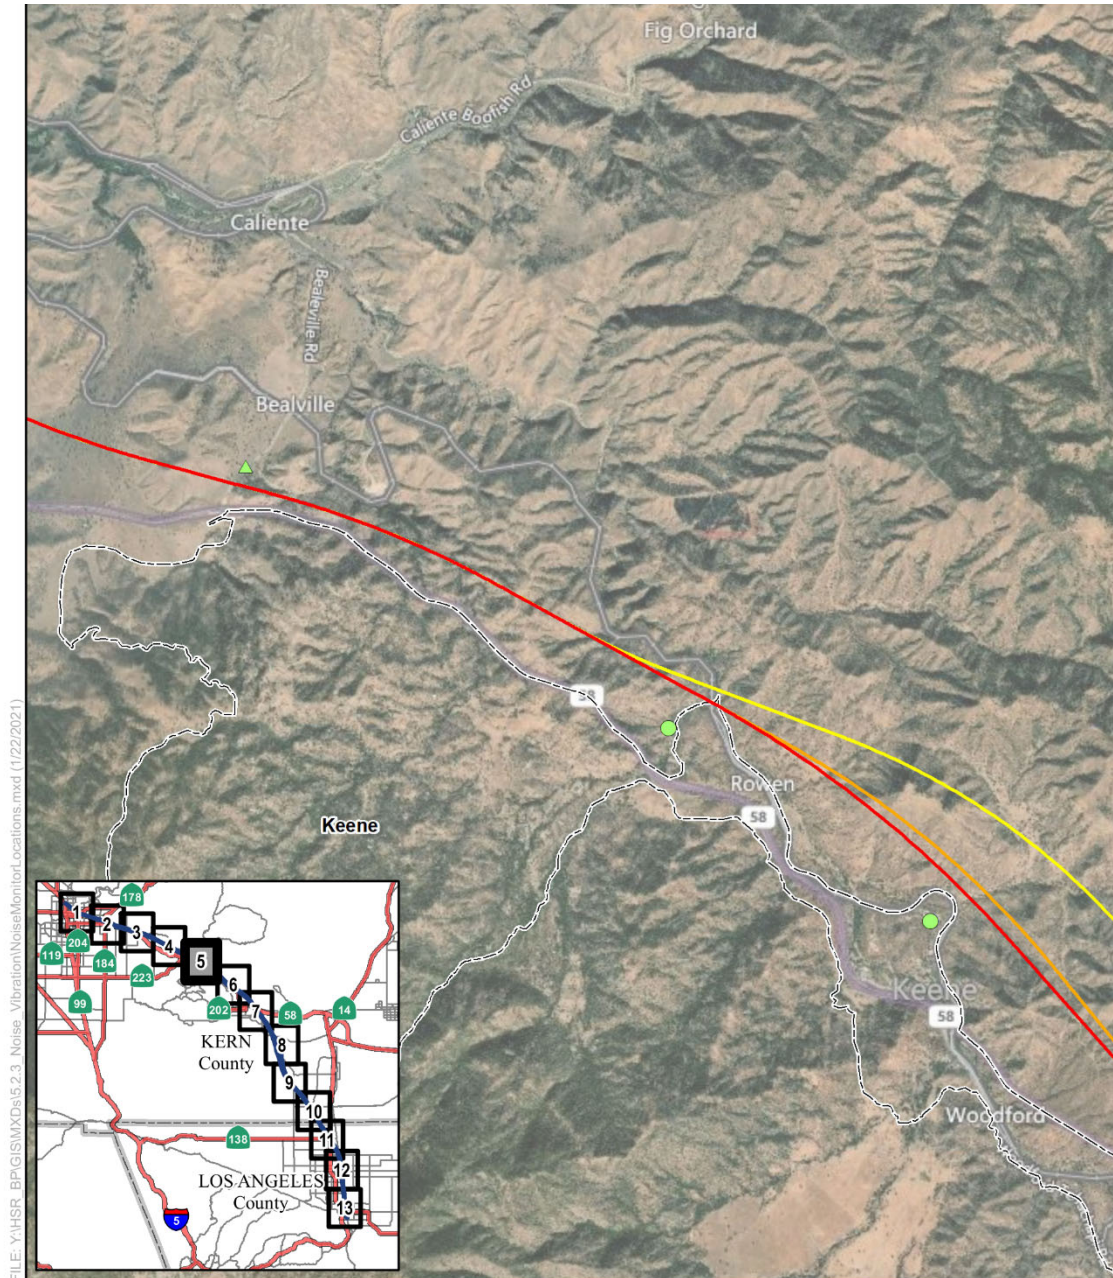 Fig Orchard
Caliente Bodfish Rd
Caliente
Bealeville Rd
Bealville
58
Rowen
58
Keene
Keene
58
Woodford
FILE: Y:\HSR_BP\GIS\MXDs\5.2.3_Noise_Vibration\NoiseMonitorLocations.mxd (1/22/2021)
178
1
2
3
4
5
204
119
184
223
99
6
202
7
58
14
KERN
County
8
9
10
11
138
12
LOS ANGELES
County
13
5